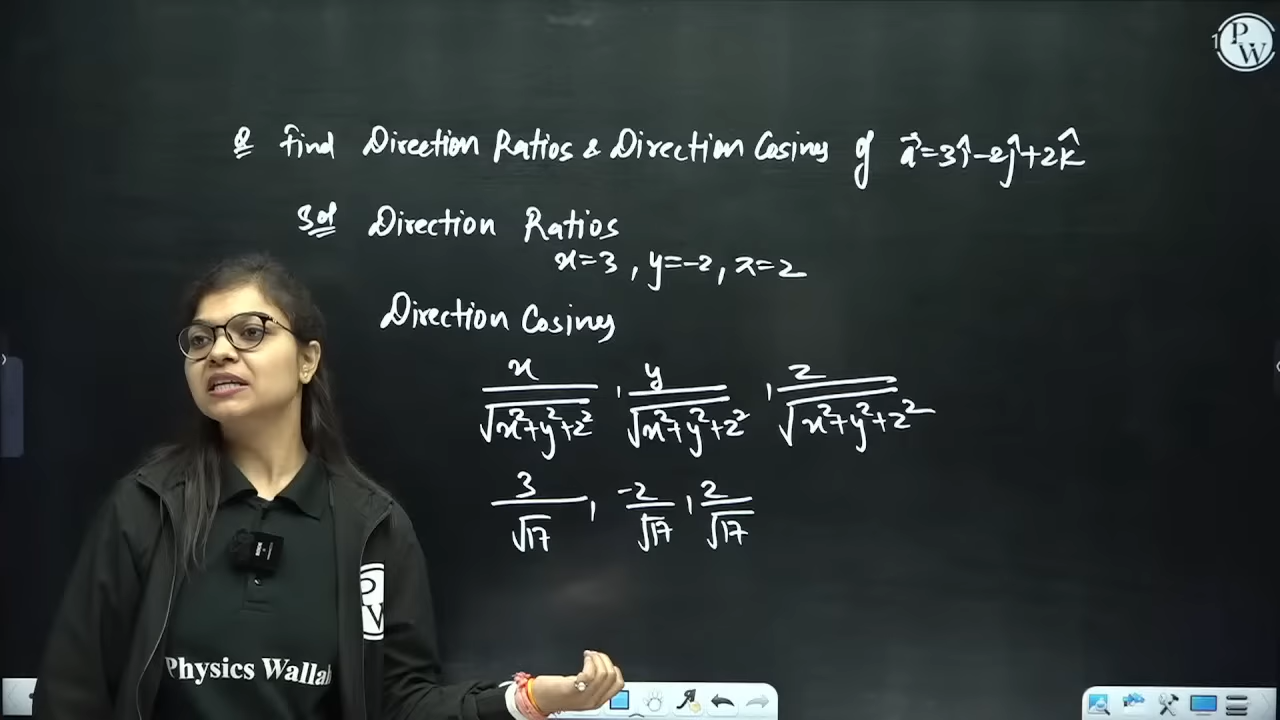 PW
Q Find Direction Ratios & Direction Cosines of a⃗=3î-2ĵ+2k̂
Sol Direction Ratios
x=3 , y=-2, z=2
Direction Cosines
x/√x²+y²+z² , y/√x²+y²+z² , z/√x²+y²+z²
3/√17 , -2/√17 , 2/√17
PW
Physics Wallah